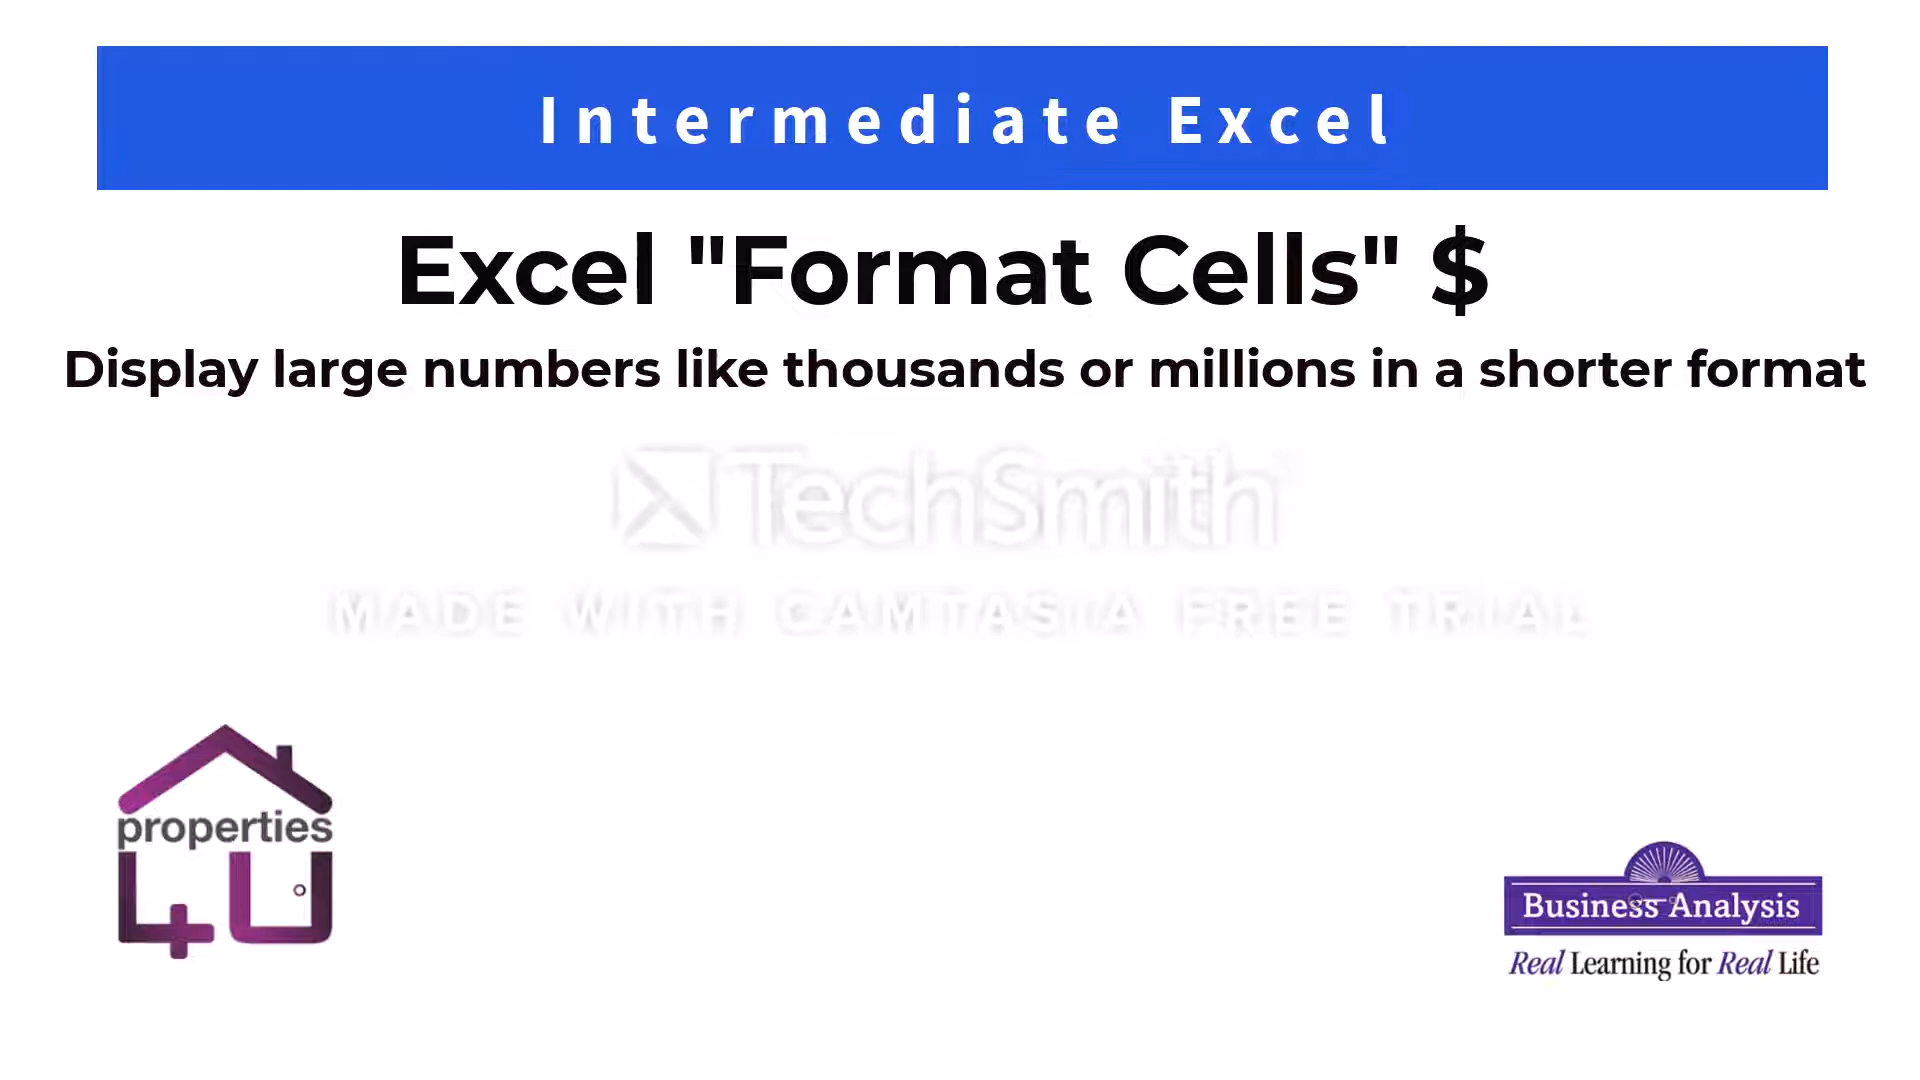 Intermediate Excel
Excel "Format Cells" $
Display large numbers like thousands or millions in a shorter format
TechSmith
MADE WITH CAMTASIA FREE TRIAL
properties
4U
Business Analysis
Real Learning for Real Life